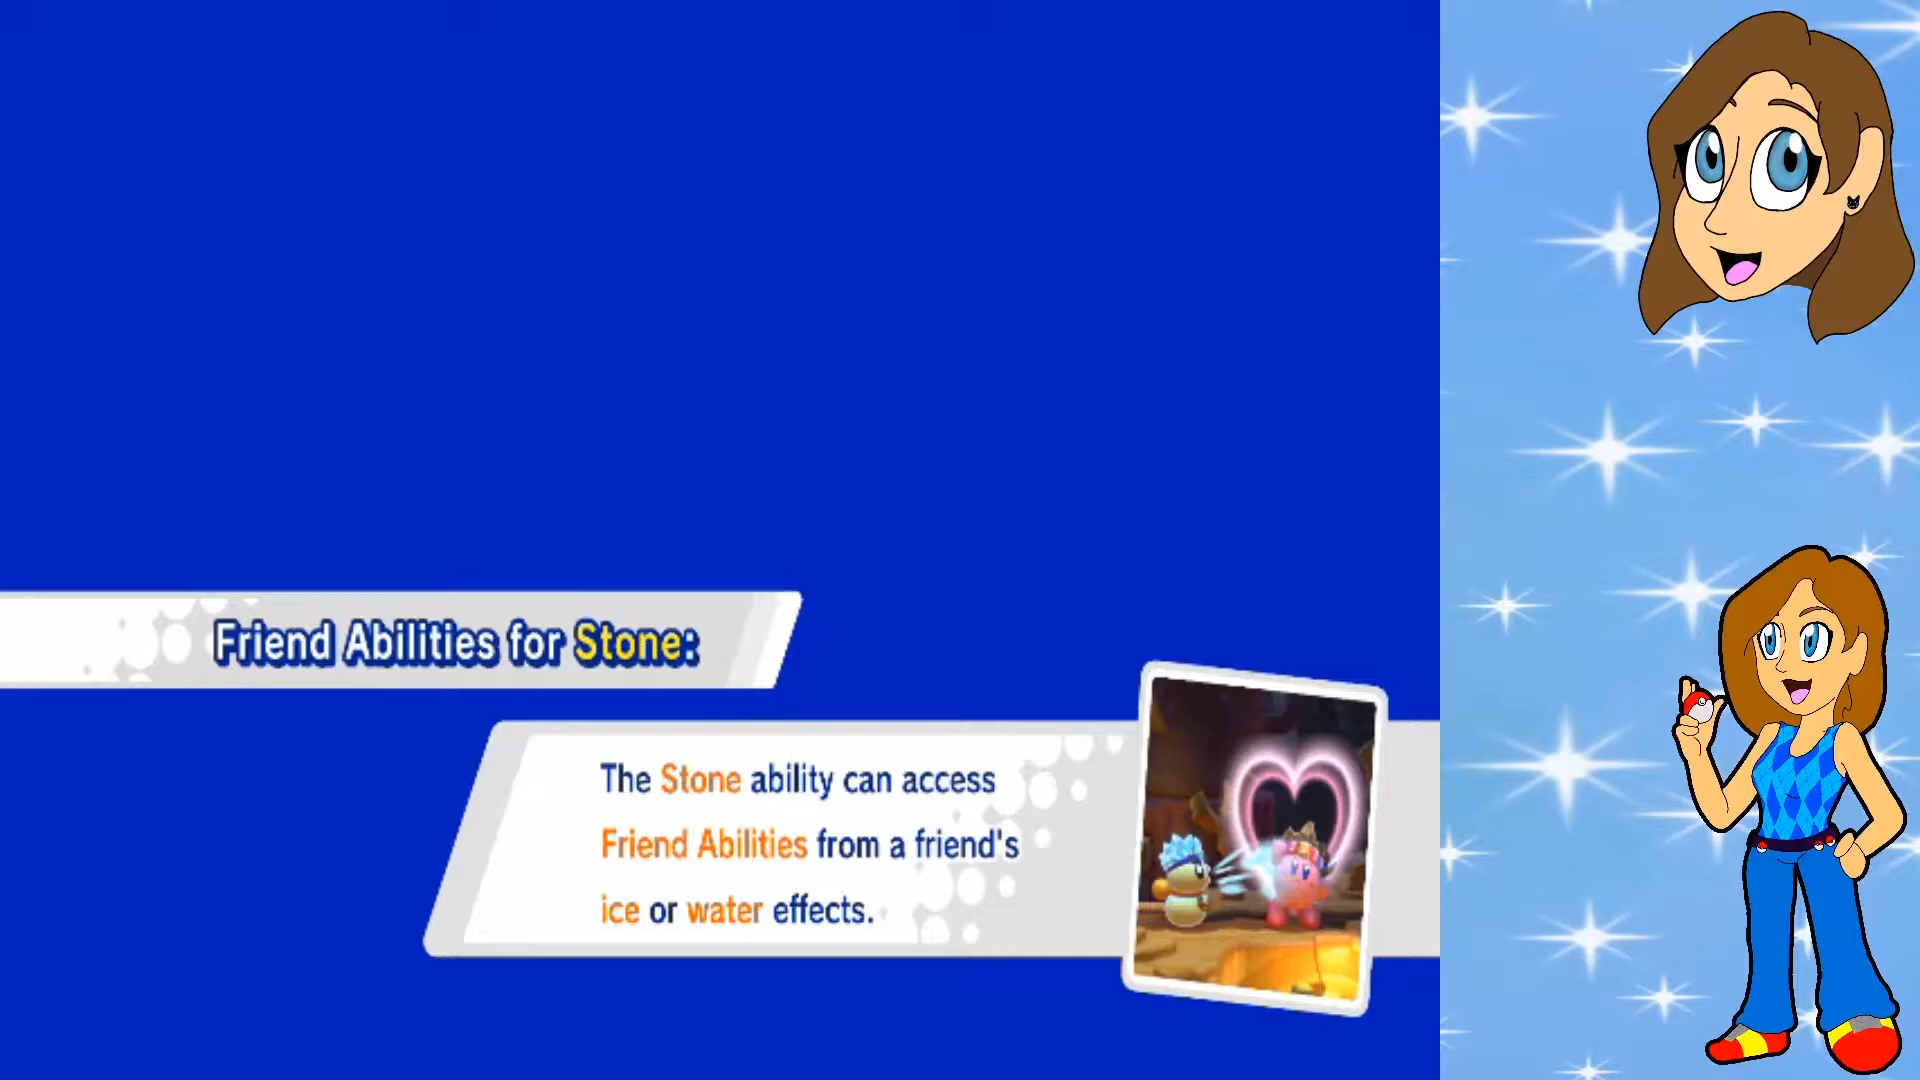 Friend Abilities for Stone:
The Stone ability can access
Friend Abilities from a friend's
ice or water effects.